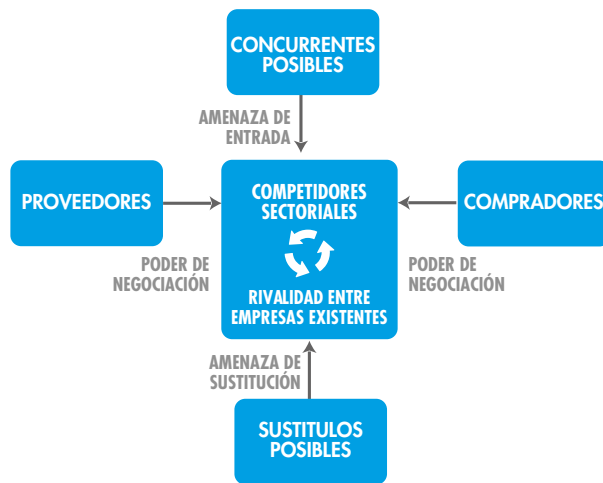 CONCURRENTES
POSIBLES
AMENAZA DE
ENTRADA
PROVEEDORES
COMPETIDORES
SECTORIALES
COMPRADORES
PODER DE
NEGOCIACIÓN
RIVALIDAD ENTRE
EMPRESAS EXISTENTES
PODER DE
NEGOCIACIÓN
AMENAZA DE
SUSTITUCIÓN
SUSTITULOS
POSIBLES